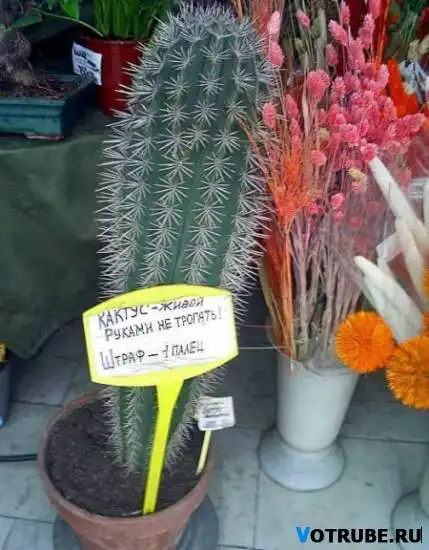 КАКТУС - ЖИВОЙ
РУКАМИ НЕ ТРОГАТЬ!
ШТРАФ - 1 ПАЛЕЦ
VOTRUBE.RU